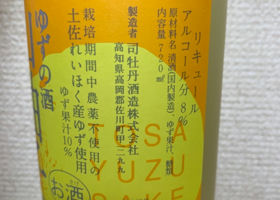 リキュール
アルコール分 8%
原材料名 清酒(国内製造)、ゆず果汁、糖類
内容量 720ml
製造者 司牡丹酒造株式会社
高知県高岡郡佐川町甲一二九九
栽培期間中農薬不使用の
土佐れいほく産ゆず使用
ゆず果汁10%
ゆずの酒
お酒
TOSA
YUZU
SAKE